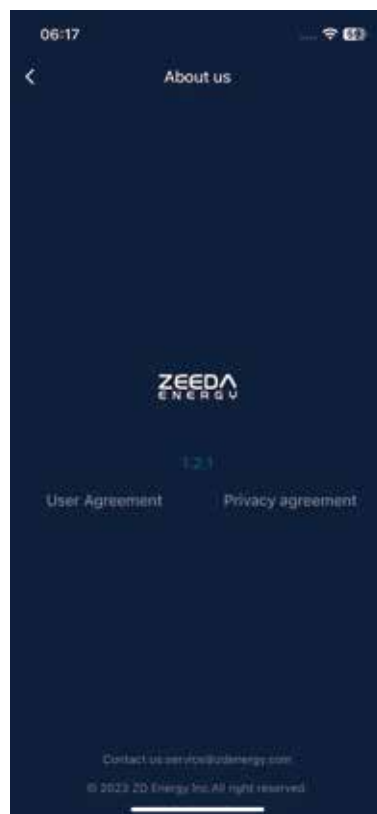 06:17
About us
ZEEDA
ENERGY
1.2.1
User Agreement Privacy agreement
Contact us:service@zdenergy.com
© 2023 ZD Energy Inc.All right reserved